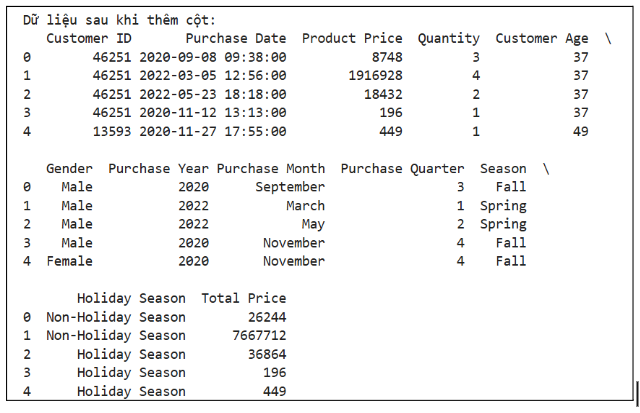 Dữ liệu sau khi thêm cột:
   Customer ID       Purchase Date  Product Price  Quantity  Customer Age  \
0        46251 2020-09-08 09:38:00           8748         3            37
1        46251 2022-03-05 12:56:00        1916928         4            37
2        46251 2022-05-23 18:18:00          18432         2            37
3        46251 2020-11-12 13:13:00            196         1            37
4        13593 2020-11-27 17:55:00            449         1            49
   Gender  Purchase Year Purchase Month  Purchase Quarter  Season  \
0    Male           2020      September                 3    Fall
1    Male           2022          March                 1  Spring
2    Male           2022            May                 2  Spring
3    Male           2020       November                 4    Fall
4  Female           2020       November                 4    Fall
       Holiday Season  Total Price
0  Non-Holiday Season        26244
1  Non-Holiday Season      7667712
2      Holiday Season        36864
3      Holiday Season          196
4      Holiday Season          449